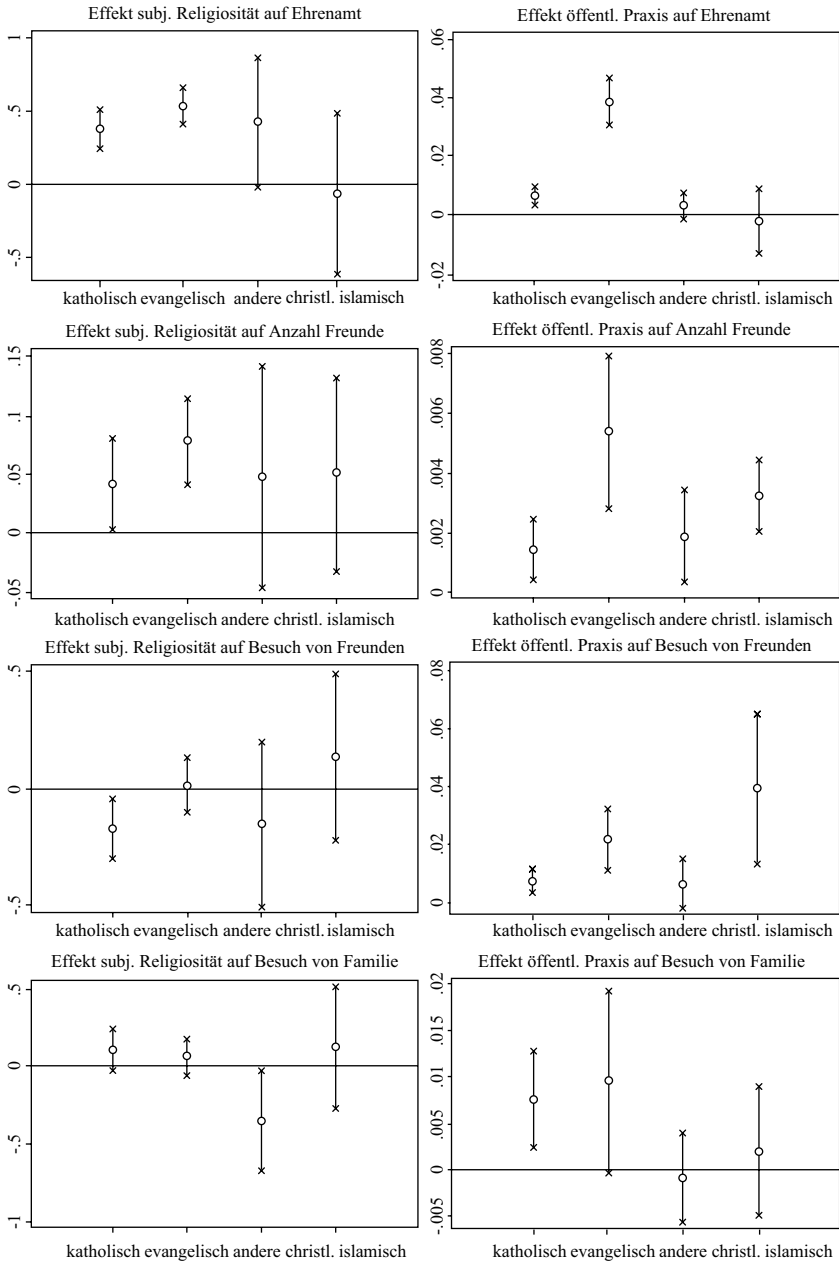 Effekt subj. Religiosität auf Ehrenamt
1
.5
0
-.5
katholisch evangelisch andere christl. islamisch
Effekt öffentl. Praxis auf Ehrenamt
.06
.04
.02
0
-.02
katholisch evangelisch andere christl. islamisch
Effekt subj. Religiosität auf Anzahl Freunde
.15
.1
.05
0
-.05
katholisch evangelisch andere christl. islamisch
Effekt öffentl. Praxis auf Anzahl Freunde
.008
.006
.004
.002
0
katholisch evangelisch andere christl. islamisch
Effekt subj. Religiosität auf Besuch von Freunden
.5
0
-.5
katholisch evangelisch andere christl. islamisch
Effekt öffentl. Praxis auf Besuch von Freunden
.08
.06
.04
.02
0
katholisch evangelisch andere christl. islamisch
Effekt subj. Religiosität auf Besuch von Familie
.5
0
-.5
-1
katholisch evangelisch andere christl. islamisch
Effekt öffentl. Praxis auf Besuch von Familie
.02
.015
.01
.005
0
-.005
katholisch evangelisch andere christl. islamisch